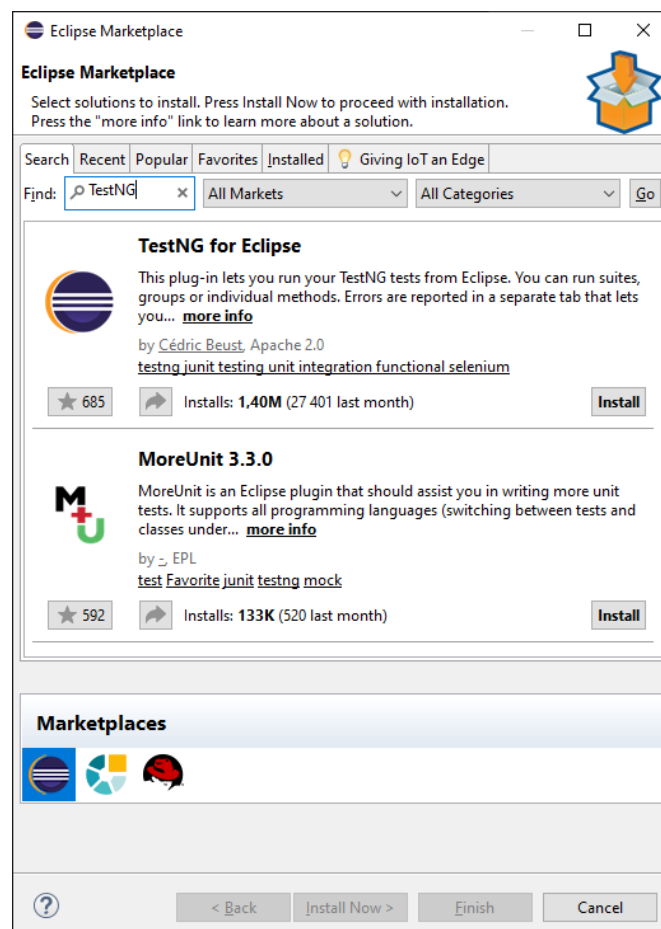 Eclipse Marketplace
Eclipse Marketplace
Select solutions to install. Press Install Now to proceed with installation.
Press the "more info" link to learn more about a solution.
Search Recent Popular Favorites Installed Giving IoT an Edge
Find: TestNG All Markets All Categories Go
TestNG for Eclipse
This plug-in lets you run your TestNG tests from Eclipse. You can run suites,
groups or individual methods. Errors are reported in a separate tab that lets
you... more info
by Cédric Beust, Apache 2.0
testng junit testing unit integration functional selenium
685 Installs: 1,40M (27 401 last month) Install
MoreUnit 3.3.0
M+U
MoreUnit is an Eclipse plugin that should assist you in writing more unit
tests. It supports all programming languages (switching between tests and
classes under... more info
by -, EPL
test Favorite junit testng mock
592 Installs: 133K (520 last month) Install
Marketplaces
? < Back Install Now > Finish Cancel